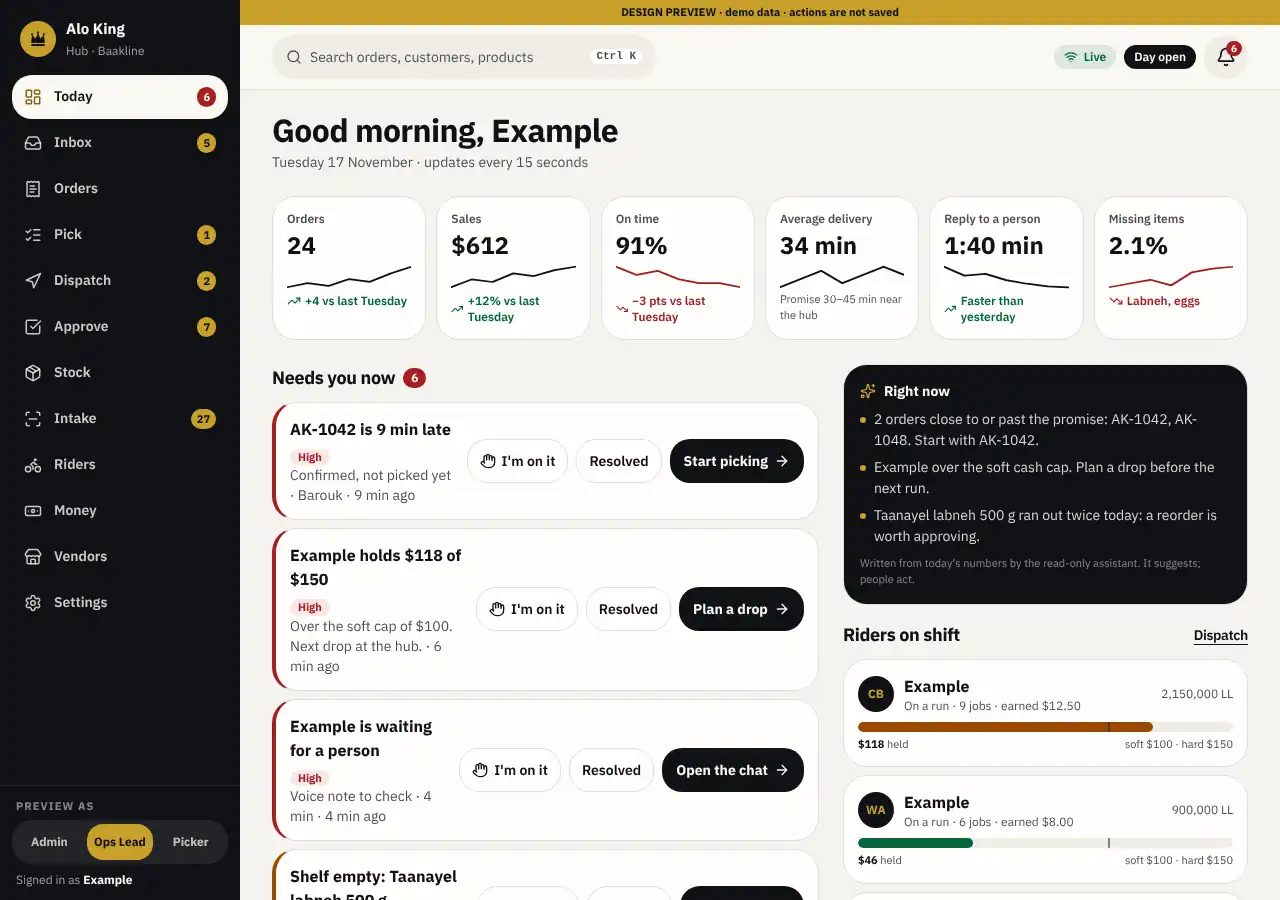 DESIGN PREVIEW · demo data · actions are not saved
Alo King
Hub · Baakline
Today
6
Inbox
5
Orders
Pick
1
Dispatch
2
Approve
7
Stock
Intake
27
Riders
Money
Vendors
Settings
PREVIEW AS
Admin
Ops Lead
Picker
Signed in as Example
Search orders, customers, products
Ctrl K
Live
Day open
6
Good morning, Example
Tuesday 17 November · updates every 15 seconds
Orders
24
+4 vs last Tuesday
Sales
$612
+12% vs last
Tuesday
On time
91%
−3 pts vs last
Tuesday
Average delivery
34 min
Promise 30–45 min near
the hub
Reply to a person
1:40 min
Faster than
yesterday
Missing items
2.1%
Labneh, eggs
Needs you now
6
AK-1042 is 9 min late
High
Confirmed, not picked yet
· Barouk · 9 min ago
I'm on it
Resolved
Start picking
Example holds $118 of
$150
High
Over the soft cap of $100.
Next drop at the hub. · 6
min ago
I'm on it
Resolved
Plan a drop
Example is waiting
for a person
High
Voice note to check · 4
min · 4 min ago
I'm on it
Resolved
Open the chat
Shelf empty: Taanayel
labneh 500 g
Right now
2 orders close to or past the promise: AK-1042, AK-
1048. Start with AK-1042.
Example over the soft cash cap. Plan a drop before the
next run.
Taanayel labneh 500 g ran out twice today: a reorder is
worth approving.
Written from today's numbers by the read-only assistant. It suggests;
people act.
Riders on shift
Dispatch
CB
Example
On a run · 9 jobs · earned $12.50
2,150,000 LL
$118 held
soft $100 · hard $150
WA
Example
On a run · 6 jobs · earned $8.00
900,000 LL
$46 held
soft $100 · hard $150